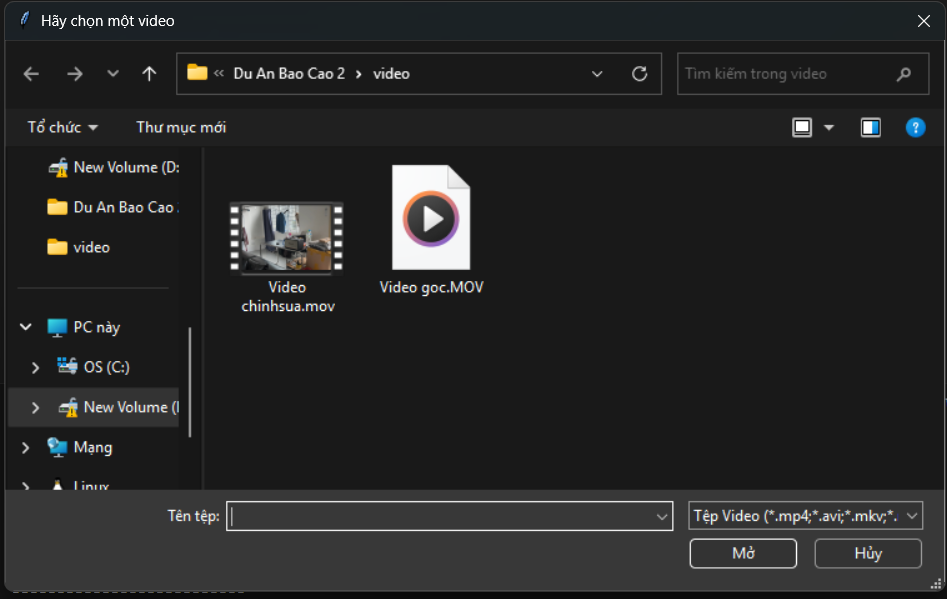 Hãy chọn một video
Du An Bao Cao 2 › video
Tìm kiếm trong video
Tổ chức
Thư mục mới
New Volume (D:
Du An Bao Cao
video
PC này
OS (C:)
New Volume (
Mạng
Linux
Video
chinhsua.mov
Video goc.MOV
Tên tệp:
Tệp Video (*.mp4;*.avi;*.mkv;*.
Mở
Hủy